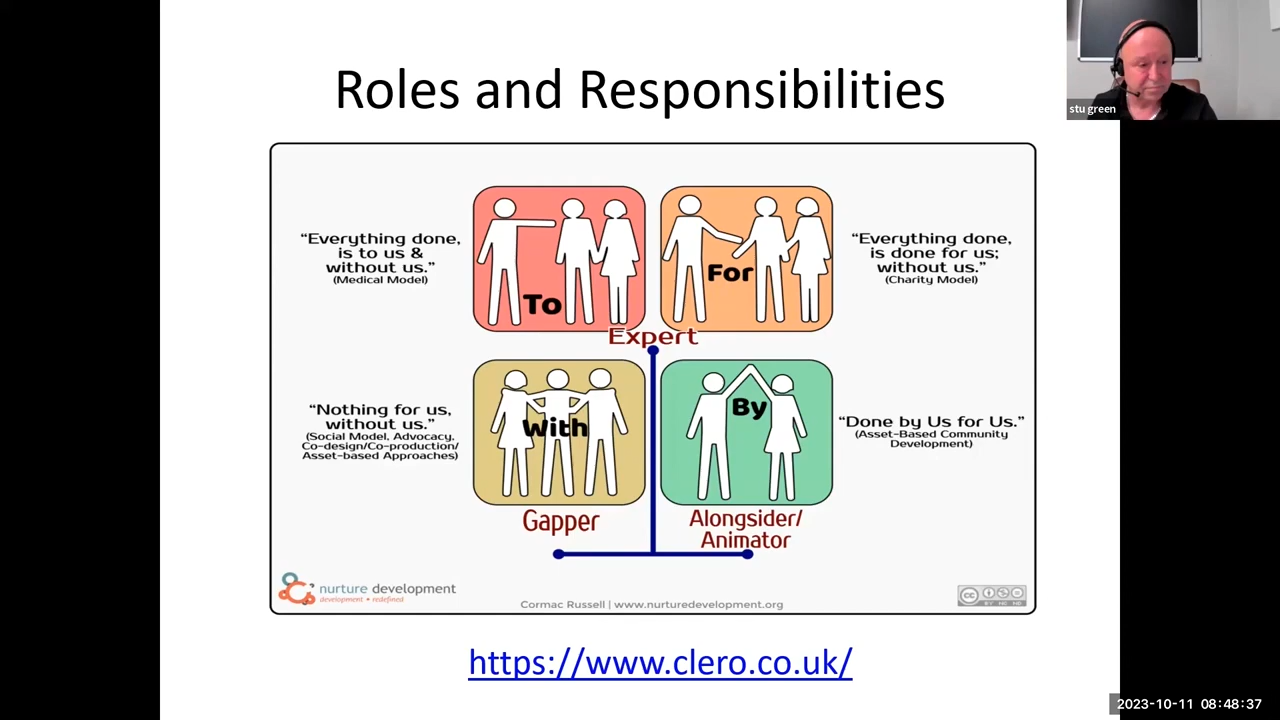 Roles and Responsibilities
stu green
“Everything done,
is to us &
without us.”
(Medical Model)
To
For
“Everything done,
is done for us;
without us.”
(Charity Model)
Expert
“Nothing for us,
without us.”
(Social Model, Advocacy,
Co-design/Co-production/
Asset-based Approaches)
With
By
“Done by Us for Us.”
(Asset-Based Community
Development)
Gapper
Alongsider/
Animator
nurture development
development • redefined
Cormac Russell | www.nurturedevelopment.org
cc
BY NC ND
https://www.clero.co.uk/
2023-10-11 08:48:37